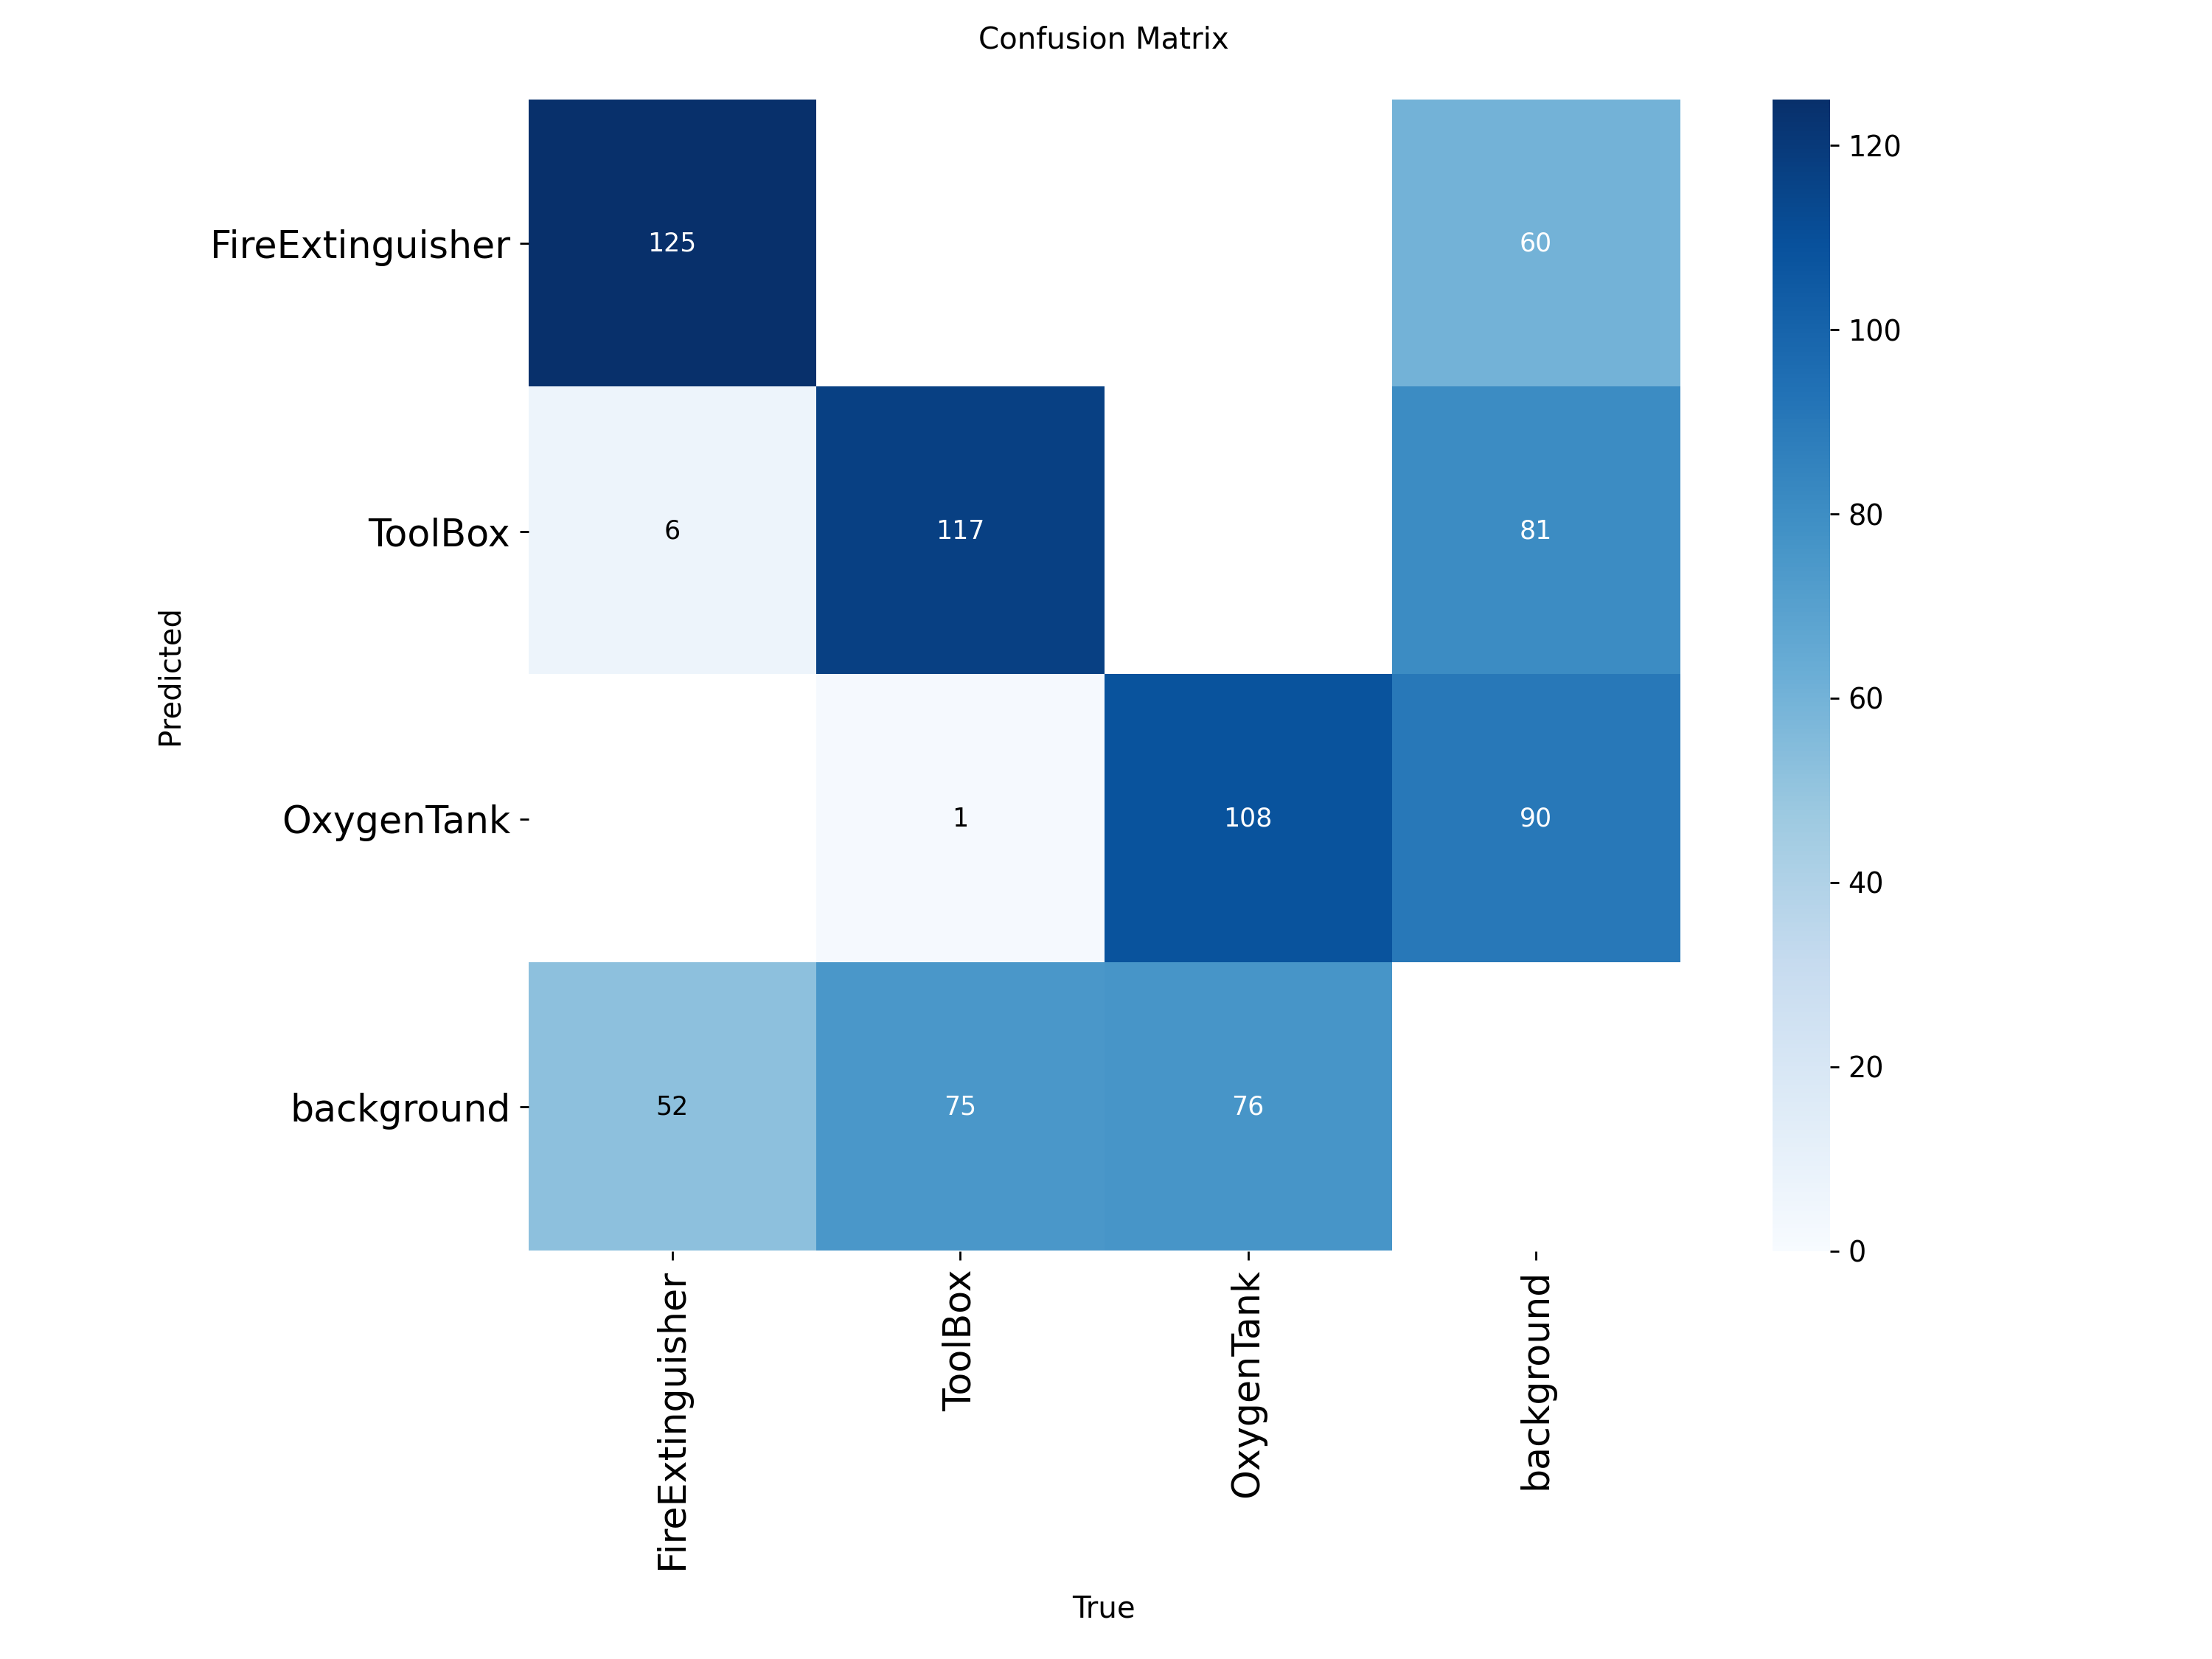 Confusion Matrix
FireExtinguisher
125
60
120
100
ToolBox
6
117
81
80
Predicted
60
OxygenTank
1
108
90
40
background
52
75
76
20
0
FireExtinguisher
ToolBox
OxygenTank
background
True